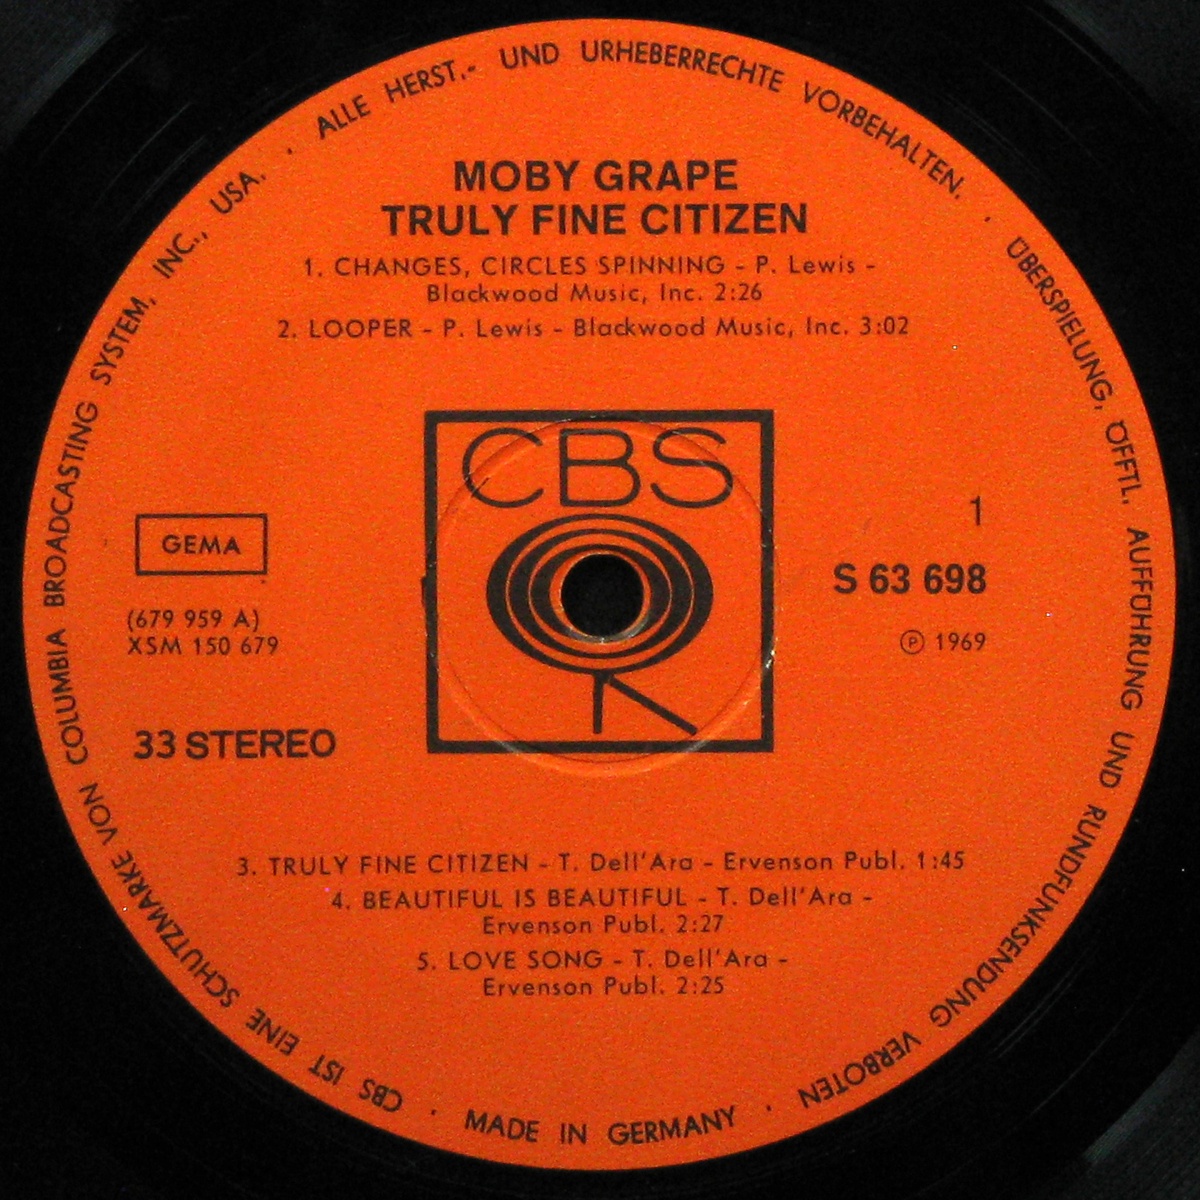 MOBY GRAPE
TRULY FINE CITIZEN
1. CHANGES, CIRCLES SPINNING - P. Lewis -
Blackwood Music, Inc. 2:26
2. LOOPER - P. Lewis - Blackwood Music, Inc. 3:02
CBS
GEMA
(679 959 A)
XSM 150 679
33 STEREO
1
S 63 698
Ⓟ 1969
3. TRULY FINE CITIZEN - T. Dell'Ara - Ervenson Publ. 1:45
4. BEAUTIFUL IS BEAUTIFUL - T. Dell'Ara -
Ervenson Publ. 2:27
5. LOVE SONG - T. Dell'Ara -
Ervenson Publ. 2:25
CBS IST EINE SCHUTZMARKE VON COLUMBIA BROADCASTING SYSTEM, INC., USA. · ALLE HERST.- UND URHEBERRECHTE VORBEHALTEN. · ÜBERSPIELUNG, ÖFFTL. AUFFÜHRUNG UND RUNDFUNKSENDUNG VERBOTEN · MADE IN GERMANY ·